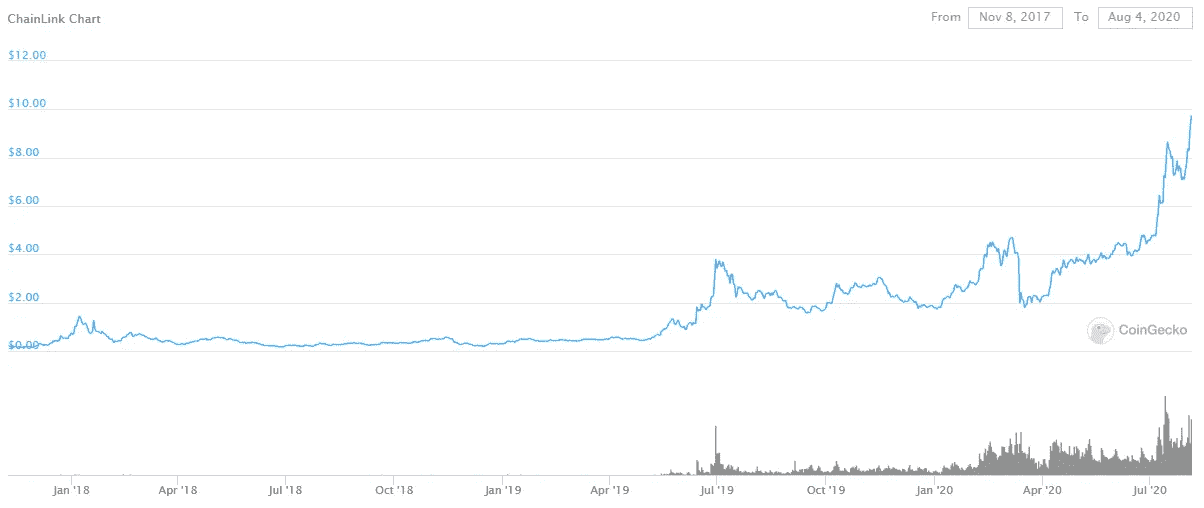 ChainLink Chart
From Nov 8, 2017 To Aug 4, 2020
$12.00
$10.00
$8.00
$6.00
$4.00
$2.00
$0.00
CoinGecko
Jan '18 Apr '18 Jul '18 Oct '18 Jan '19 Apr '19 Jul '19 Oct '19 Jan '20 Apr '20 Jul '20